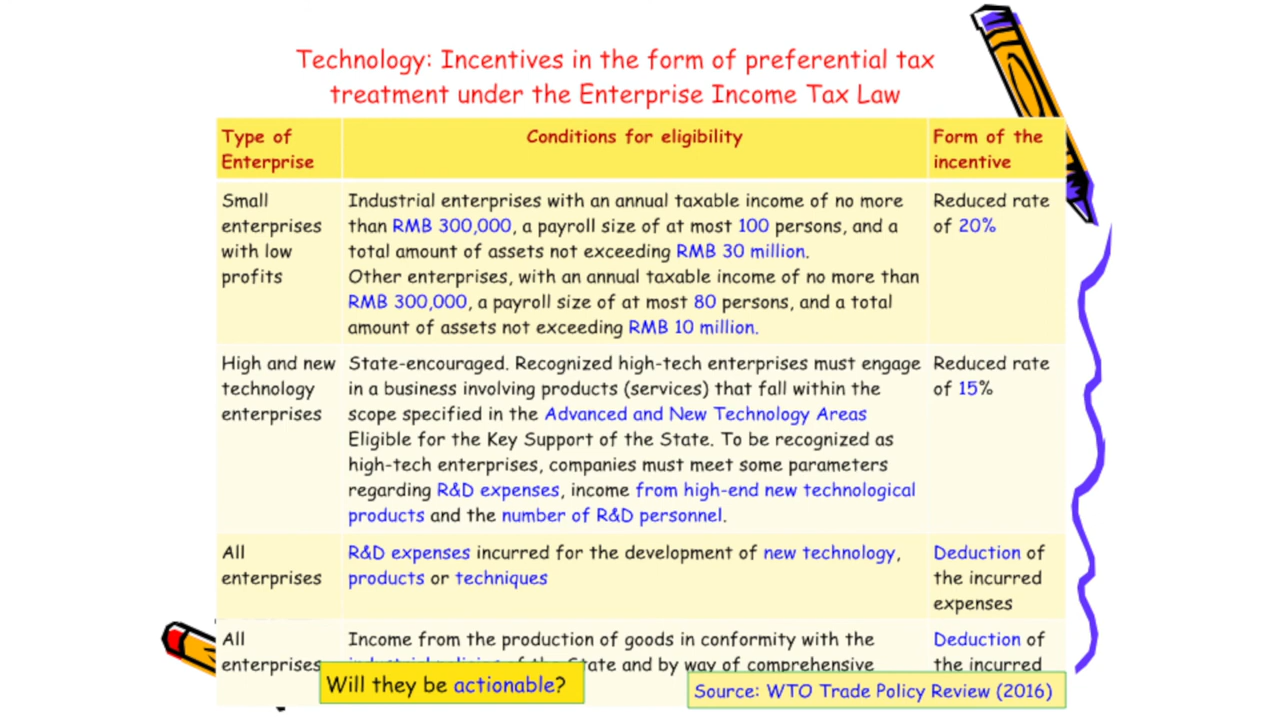 Technology: Incentives in the form of preferential tax
treatment under the Enterprise Income Tax Law
Type of
Enterprise
Conditions for eligibility
Form of the
incentive
Small
enterprises
with low
profits
Industrial enterprises with an annual taxable income of no more
than RMB 300,000, a payroll size of at most 100 persons, and a
total amount of assets not exceeding RMB 30 million.
Other enterprises, with an annual taxable income of no more than
RMB 300,000, a payroll size of at most 80 persons, and a total
amount of assets not exceeding RMB 10 million.
Reduced rate
of 20%
High and new
technology
enterprises
State-encouraged. Recognized high-tech enterprises must engage
in a business involving products (services) that fall within the
scope specified in the Advanced and New Technology Areas
Eligible for the Key Support of the State. To be recognized as
high-tech enterprises, companies must meet some parameters
regarding R&D expenses, income from high-end new technological
products and the number of R&D personnel.
Reduced rate
of 15%
All
enterprises
R&D expenses incurred for the development of new technology,
products or techniques
Deduction of
the incurred
expenses
All
enterprises
Income from the production of goods in conformity with the
of the State and by way of comprehensive
Deduction of
the incurred
Will they be actionable?
Source: WTO Trade Policy Review (2016)